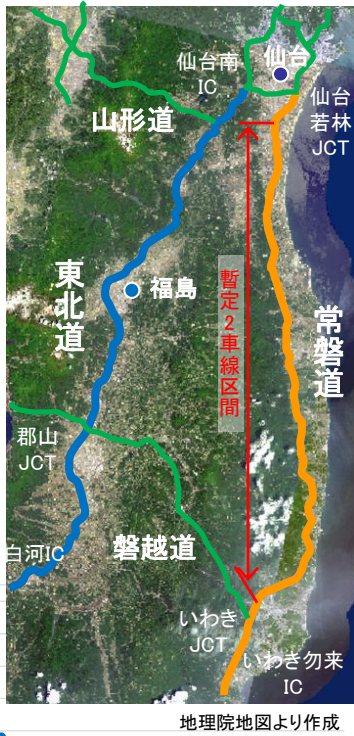 仙台南
IC
仙台
仙台
若林
JCT
山形道
東北道
福島
暫定2車線区間
常磐道
郡山
JCT
白河IC
磐越道
いわき
JCT
いわき勿来
IC
地理院地図より作成